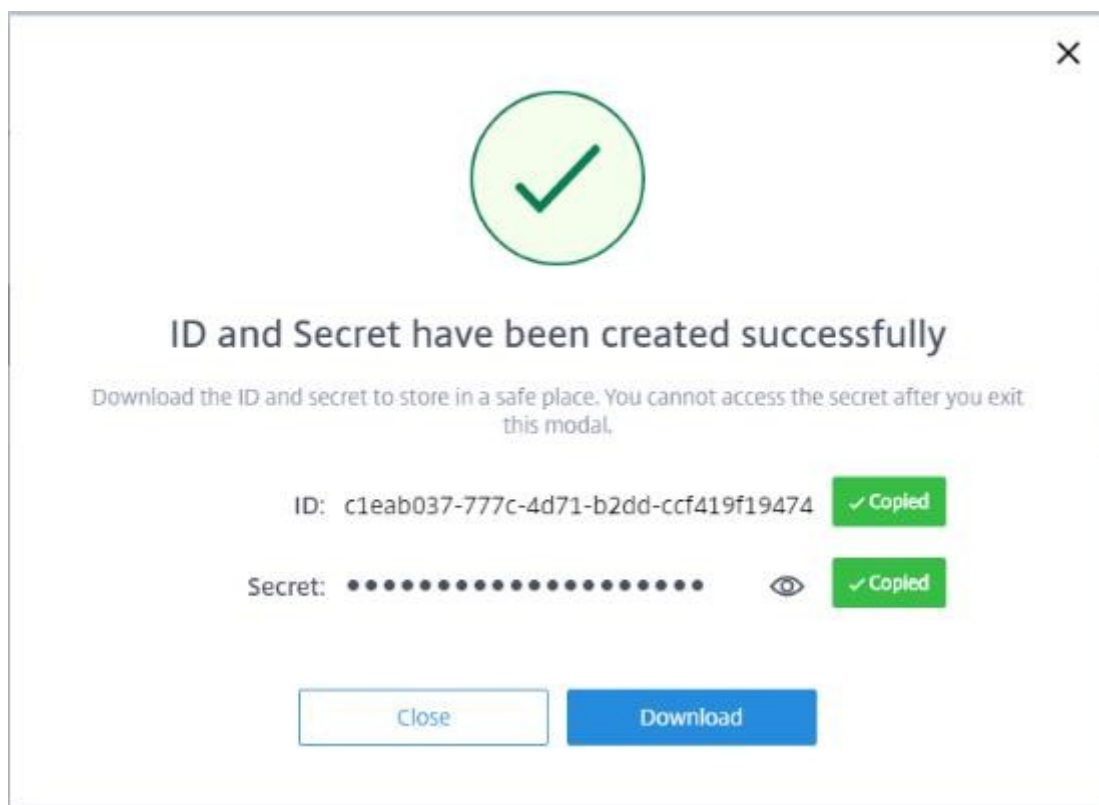 ID and Secret have been created successfully
Download the ID and secret to store in a safe place. You cannot access the secret after you exit
this modal.
ID: c1eab037-777c-4d71-b2dd-ccf419f19474 Copied
Secret: •••••••••••••••••••• Copied
Close Download